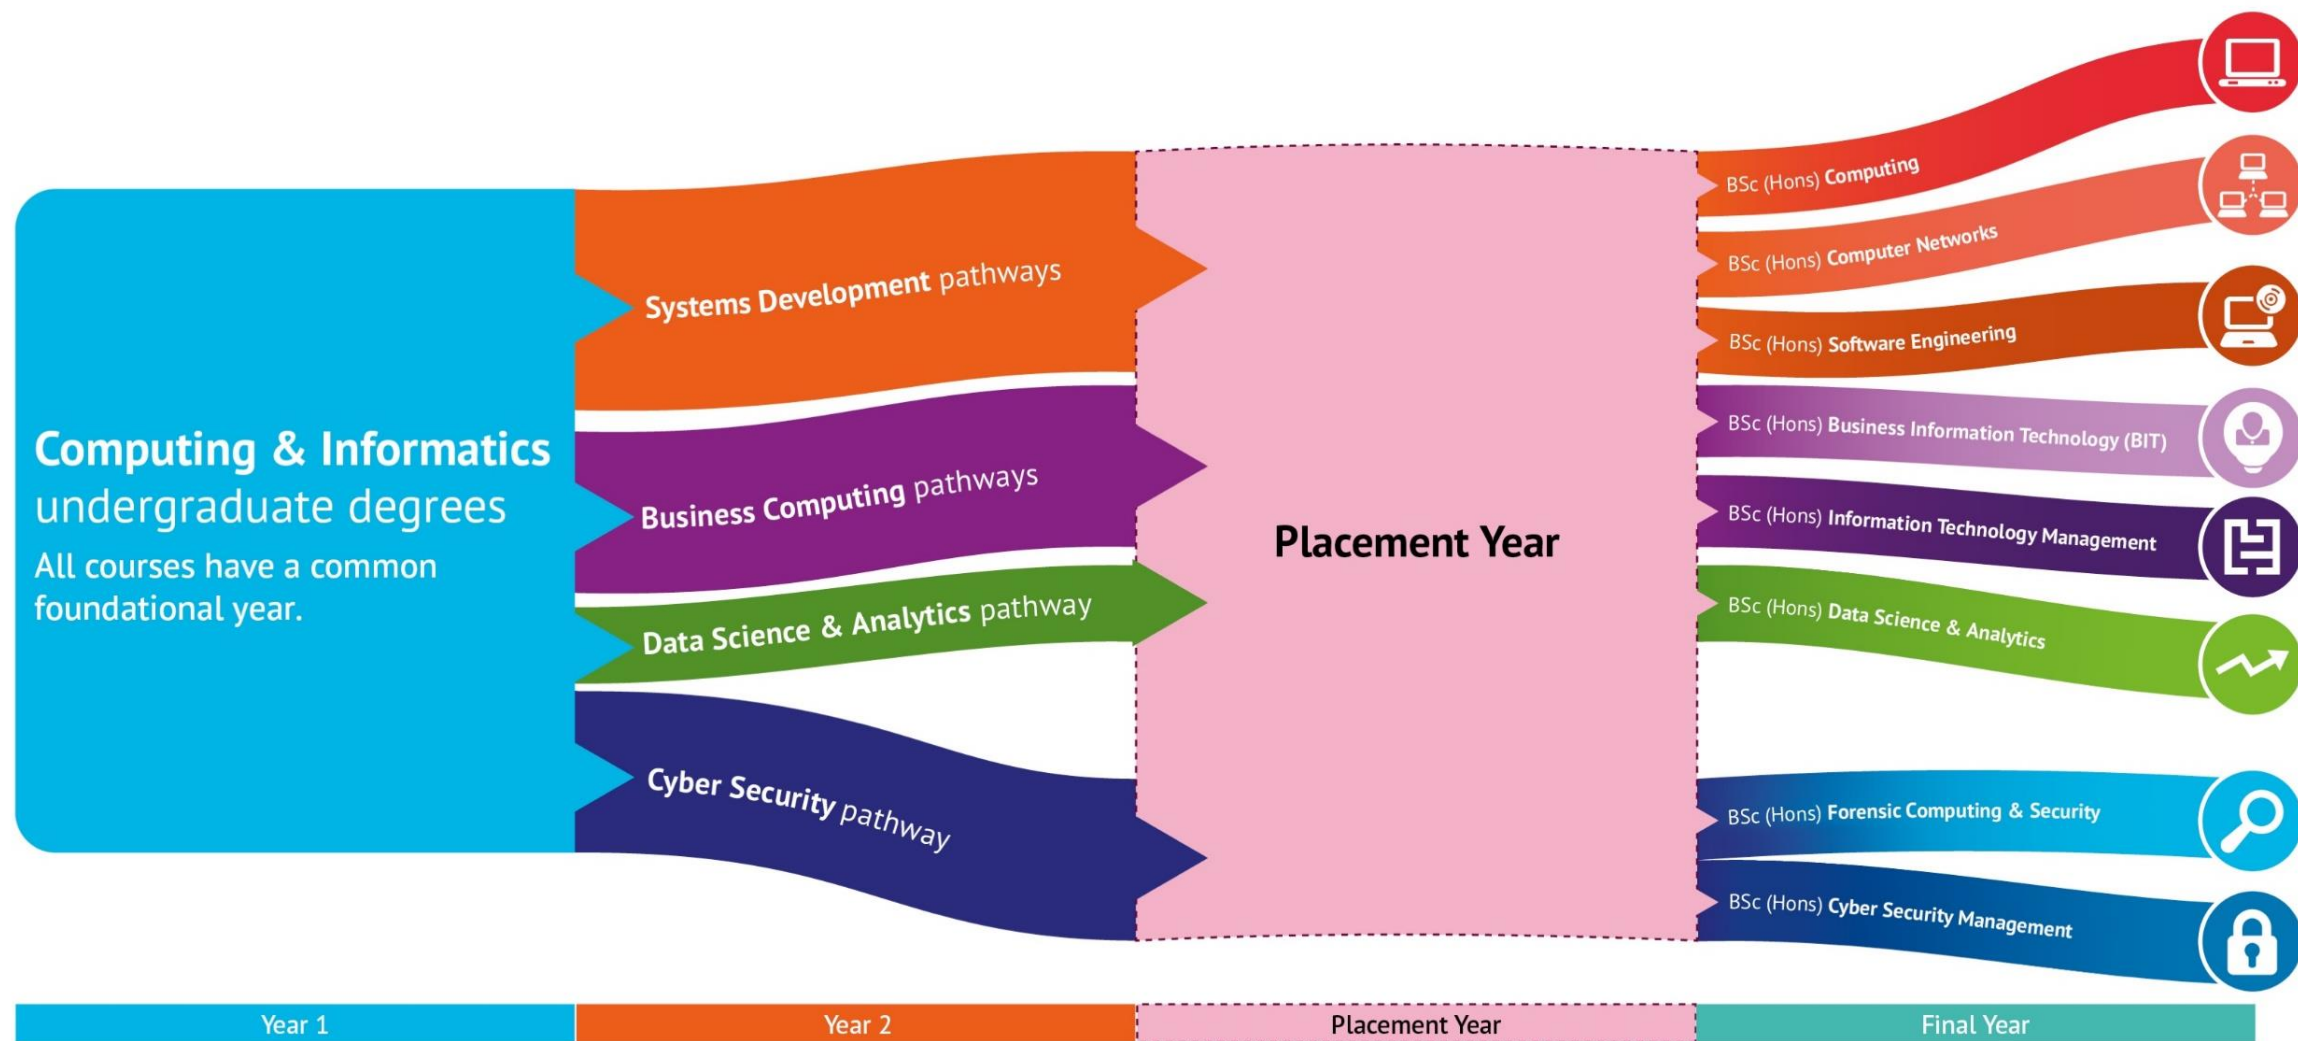 Computing & Informatics
undergraduate degrees
All courses have a common
foundational year.
Systems Development pathways
Business Computing pathways
Data Science & Analytics pathway
Cyber Security pathway
Placement Year
BSc (Hons) Computing
BSc (Hons) Computer Networks
BSc (Hons) Software Engineering
BSc (Hons) Business Information Technology (BIT)
BSc (Hons) Information Technology Management
BSc (Hons) Data Science & Analytics
BSc (Hons) Forensic Computing & Security
BSc (Hons) Cyber Security Management
Year 1
Year 2
Placement Year
Final Year